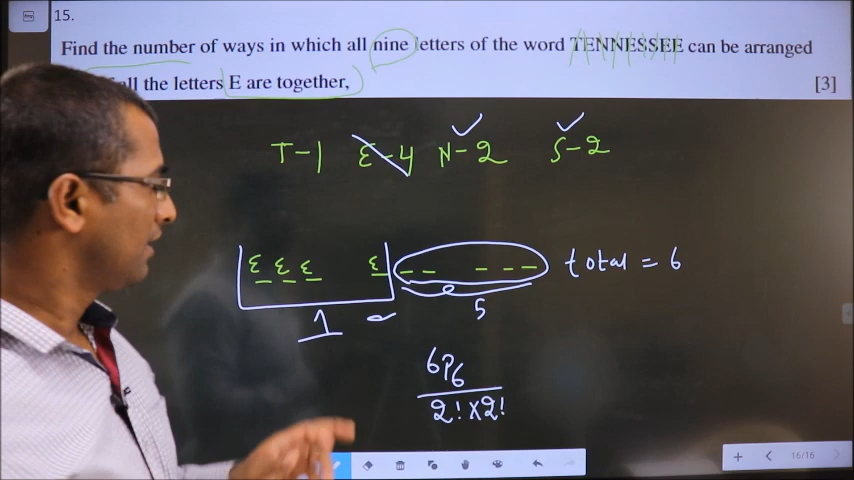 15.
Find the number of ways in which all nine letters of the word TENNESSEE can be arranged
all the letters E are together,
[3]
T-1 E-4 N-2 S-2
E E E E _ _ _ _ _ total = 6
1 5
6P6
2! X 2!
16/16